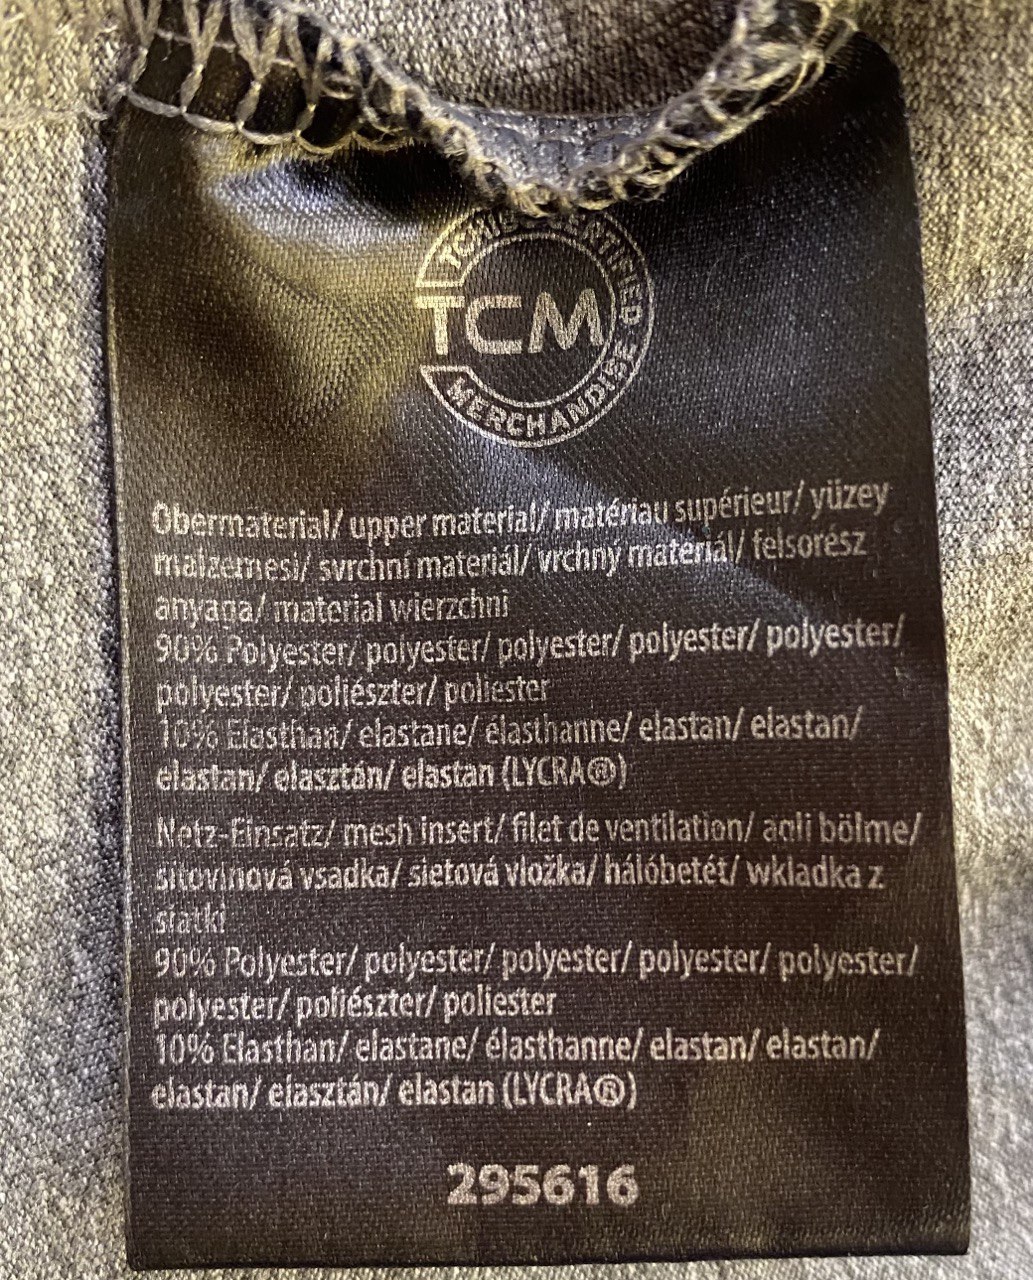 TCHIBO CERTIFIED
TCM
MERCHANDISE
Obermaterial/ upper material/ matériau supérieur/ yüzey
malzemesi/ svrchní materiál/ vrchný materiál/ felsorész
anyaga/ material wierzchni
90% Polyester/ polyester/ polyester/ polyester/ polyester/
polyester/ poliészter/ poliester
10% Elasthan/ elastane/ élasthanne/ elastan/ elastan/
elastan/ elasztán/ elastan (LYCRA®)
Netz-Einsatz/ mesh insert/ filet de ventilation/ ağli bölme/
síťovinová vsadka/ sieťová vložka/ hálóbetét/ wkładka z
siatki
90% Polyester/ polyester/ polyester/ polyester/ polyester/
polyester/ poliészter/ poliester
10% Elasthan/ elastane/ élasthanne/ elastan/ elastan/
elastan/ elasztán/ elastan (LYCRA®)
295616